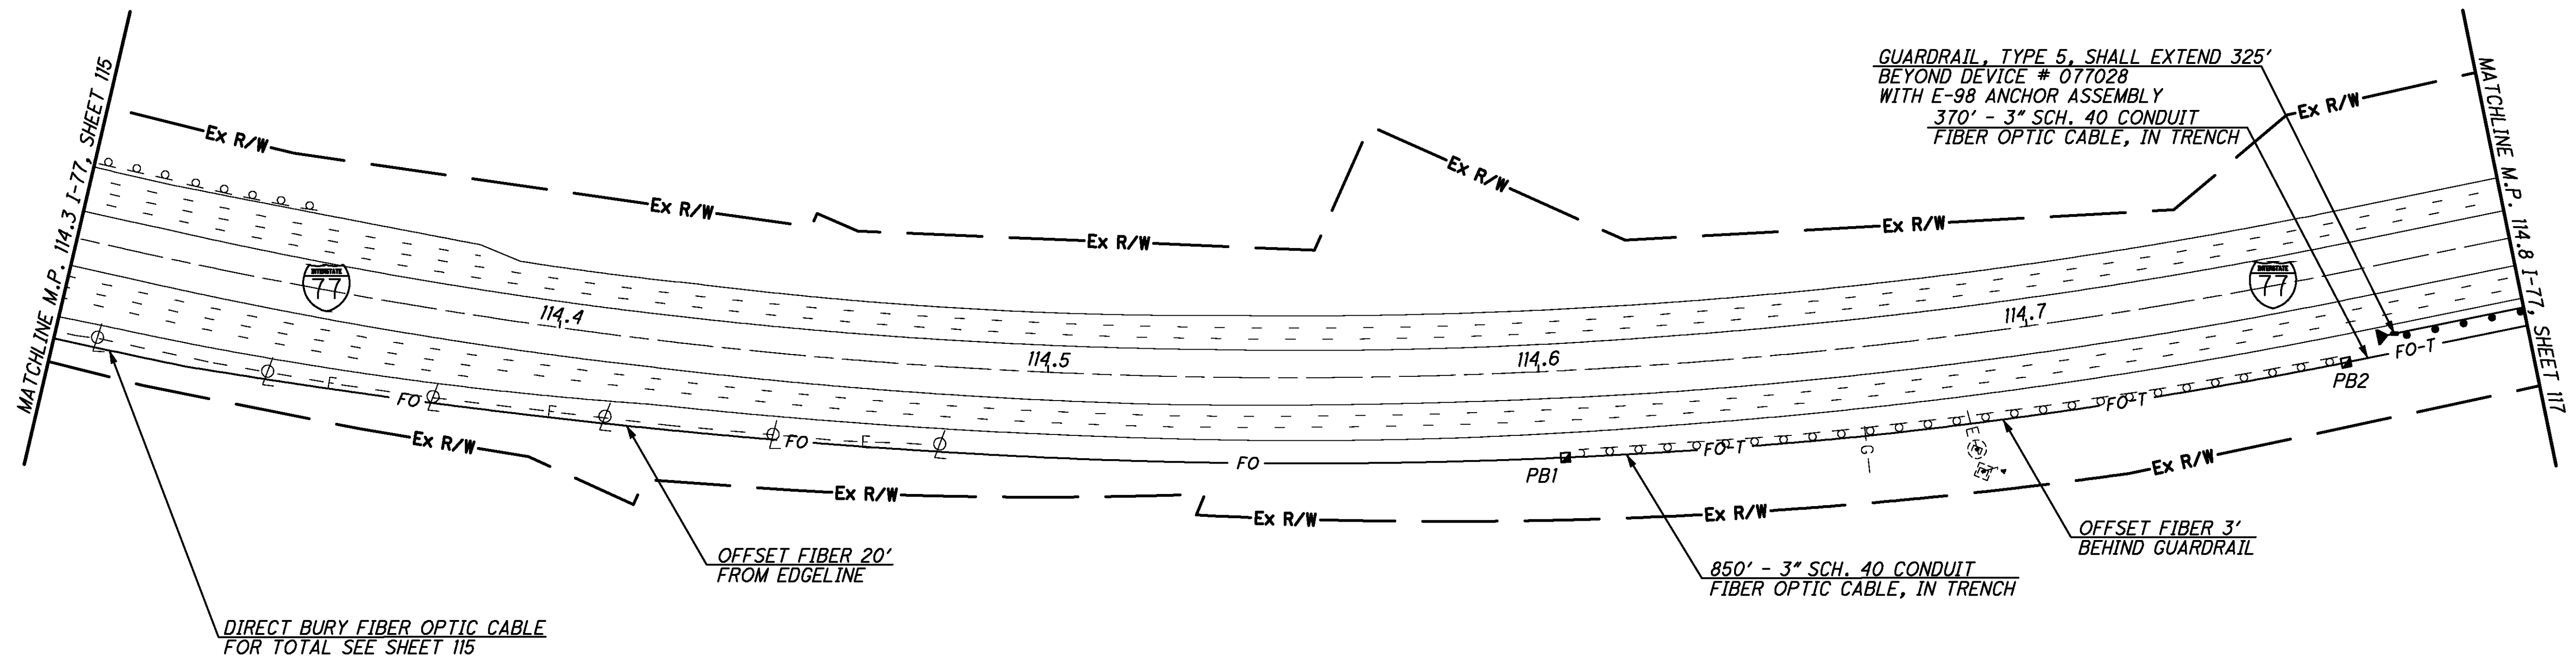 GUARDRAIL, TYPE 5, SHALL EXTEND 325'
BEYOND DEVICE # 077028
WITH E-98 ANCHOR ASSEMBLY
370' - 3" SCH. 40 CONDUIT
FIBER OPTIC CABLE, IN TRENCH
MATCHLINE M.P. 114.3 I-77, SHEET 115
MATCHLINE M.P. 114.8 I-77, SHEET 117
Ex R/W
Ex R/W
Ex R/W
Ex R/W
Ex R/W
Ex R/W
INTERSTATE
77
INTERSTATE
77
114.4
114.5
114.6
114.7
FO
E
E
FO
E
FO
PB1
FO-T
G
E
FO-T
PB2
FO-T
Ex R/W
Ex R/W
Ex R/W
Ex R/W
Ex R/W
OFFSET FIBER 20'
FROM EDGELINE
850' - 3" SCH. 40 CONDUIT
FIBER OPTIC CABLE, IN TRENCH
OFFSET FIBER 3'
BEHIND GUARDRAIL
DIRECT BURY FIBER OPTIC CABLE
FOR TOTAL SEE SHEET 115